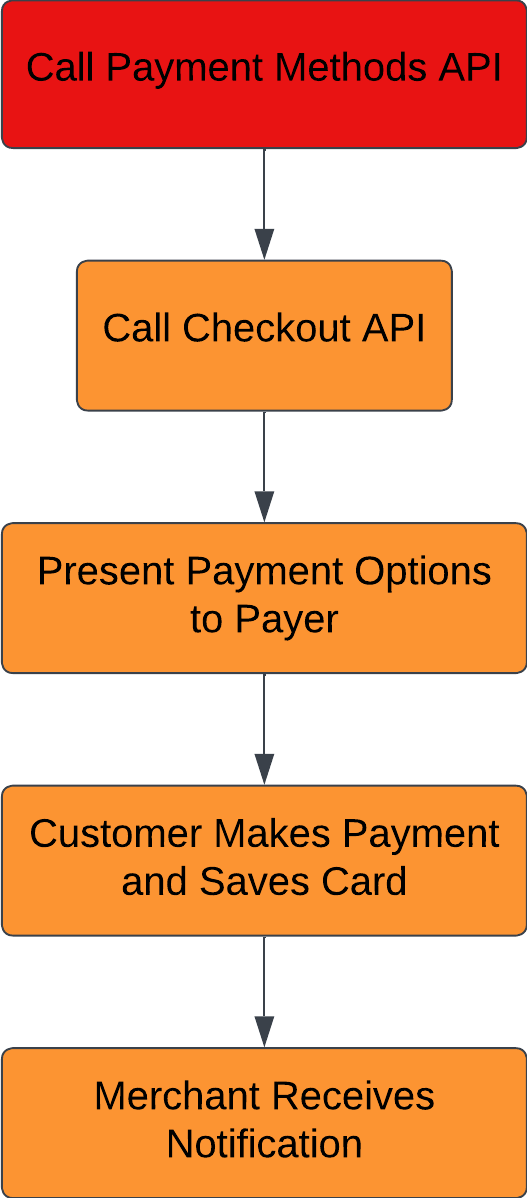 Call Payment Methods API
Call Checkout API
Present Payment Options
to Payer
Customer Makes Payment
and Saves Card
Merchant Receives
Notification